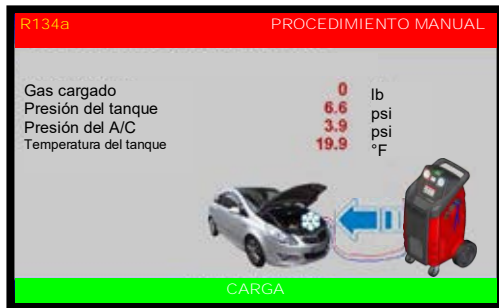 R134a PROCEDIMIENTO MANUAL
Gas cargado 0 lb
Presión del tanque 6.6 psi
Presión del A/C 3.9 psi
Temperatura del tanque 19.9 °F
CARGA